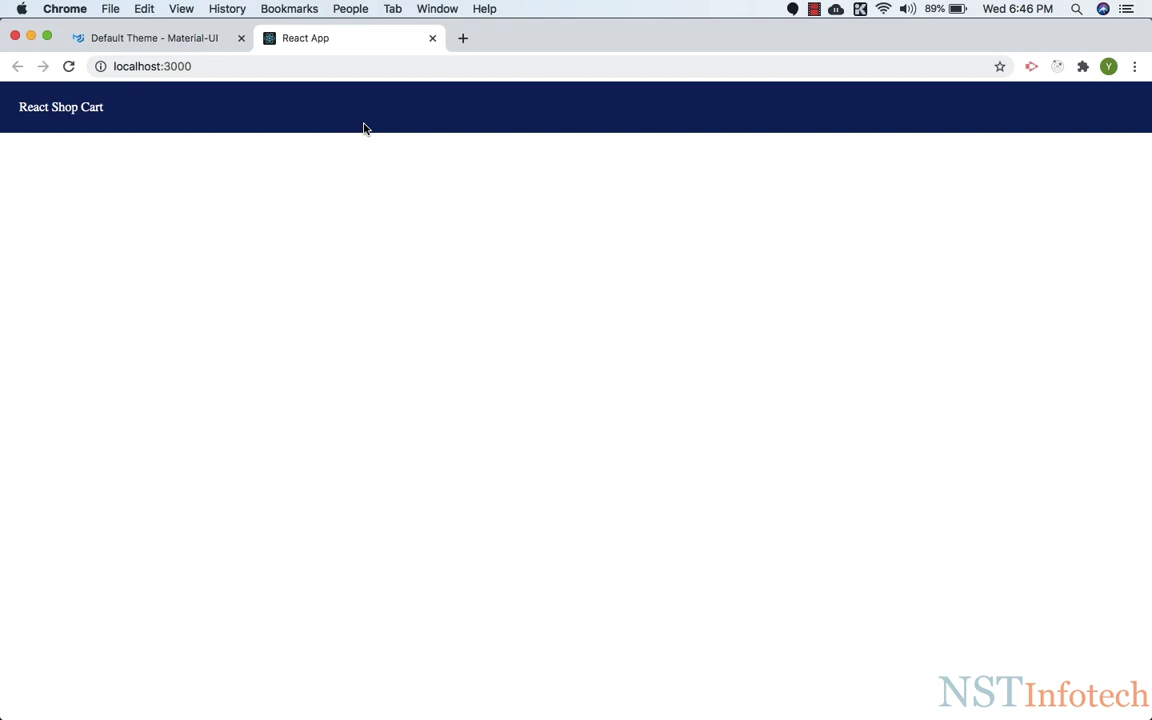 Chrome File Edit View History Bookmarks People Tab Window Help 89% Wed 6:46 PM
Default Theme - Material-UI React App
localhost:3000 Y
React Shop Cart
NSTInfotech